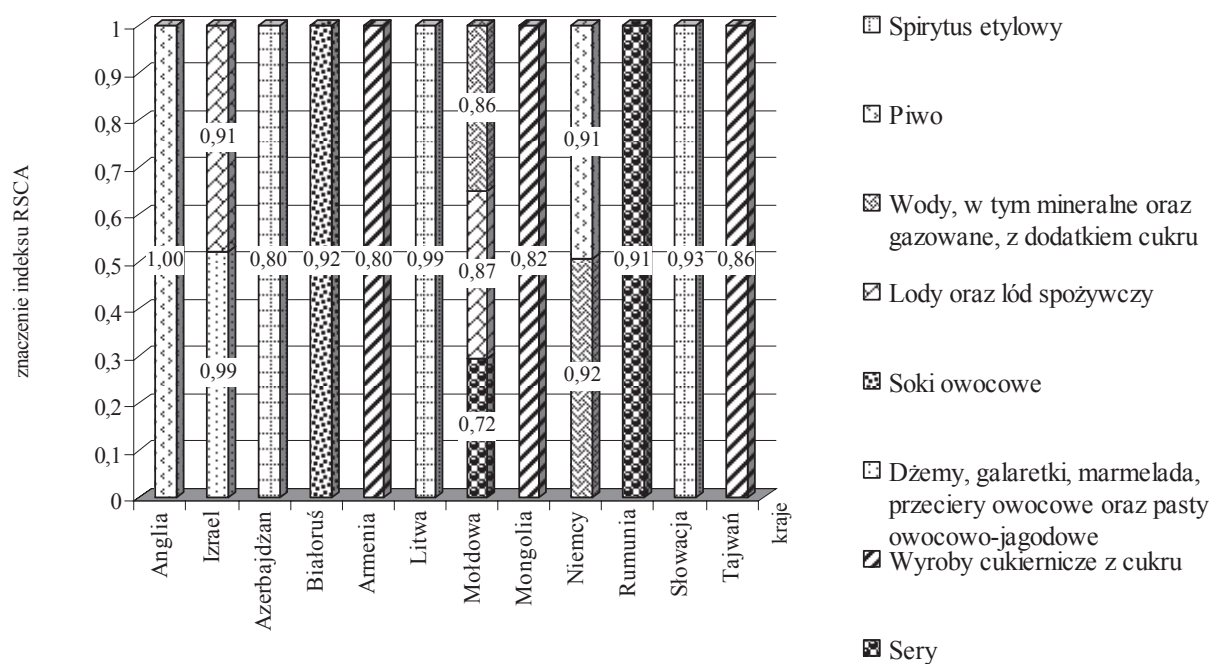 znaczenie indeksu RSCA
1
0,9
0,8
0,7
0,6
0,5
0,4
0,3
0,2
0,1
0
1,00
0,91
0,99
0,80
0,92
0,80
0,99
0,86
0,87
0,72
0,82
0,91
0,92
0,91
0,93
0,86
Anglia
Izrael
Azerbajdżan
Białoruś
Armenia
Litwa
Mołdowa
Mongolia
Niemcy
Rumunia
Słowacja
Tajwań
kraje
Spirytus etylowy
Piwo
Wody, w tym mineralne oraz
gazowane, z dodatkiem cukru
Lody oraz lód spożywczy
Soki owocowe
Dżemy, galaretki, marmelada,
przeciery owocowe oraz pasty
owocowo-jagodowe
Wyroby cukiernicze z cukru
Sery